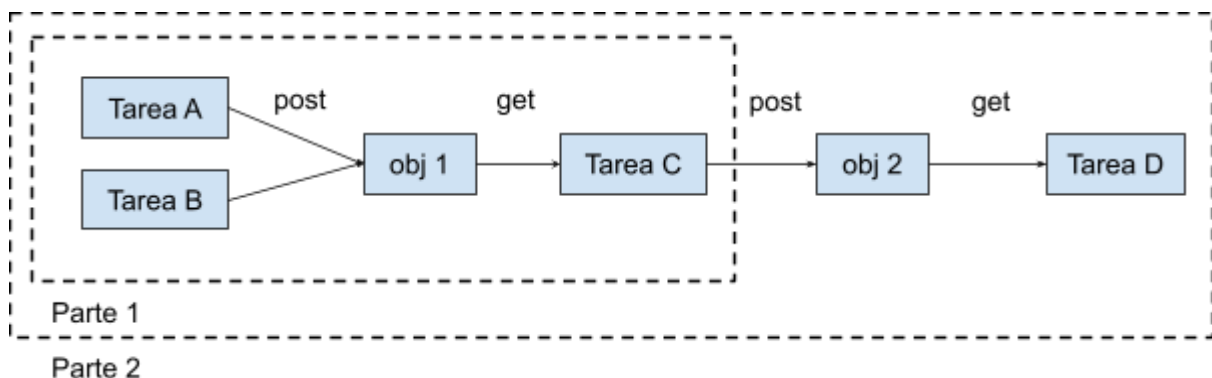 Tarea A
post
get
post
get
obj 1
Tarea C
obj 2
Tarea D
Tarea B
Parte 1
Parte 2